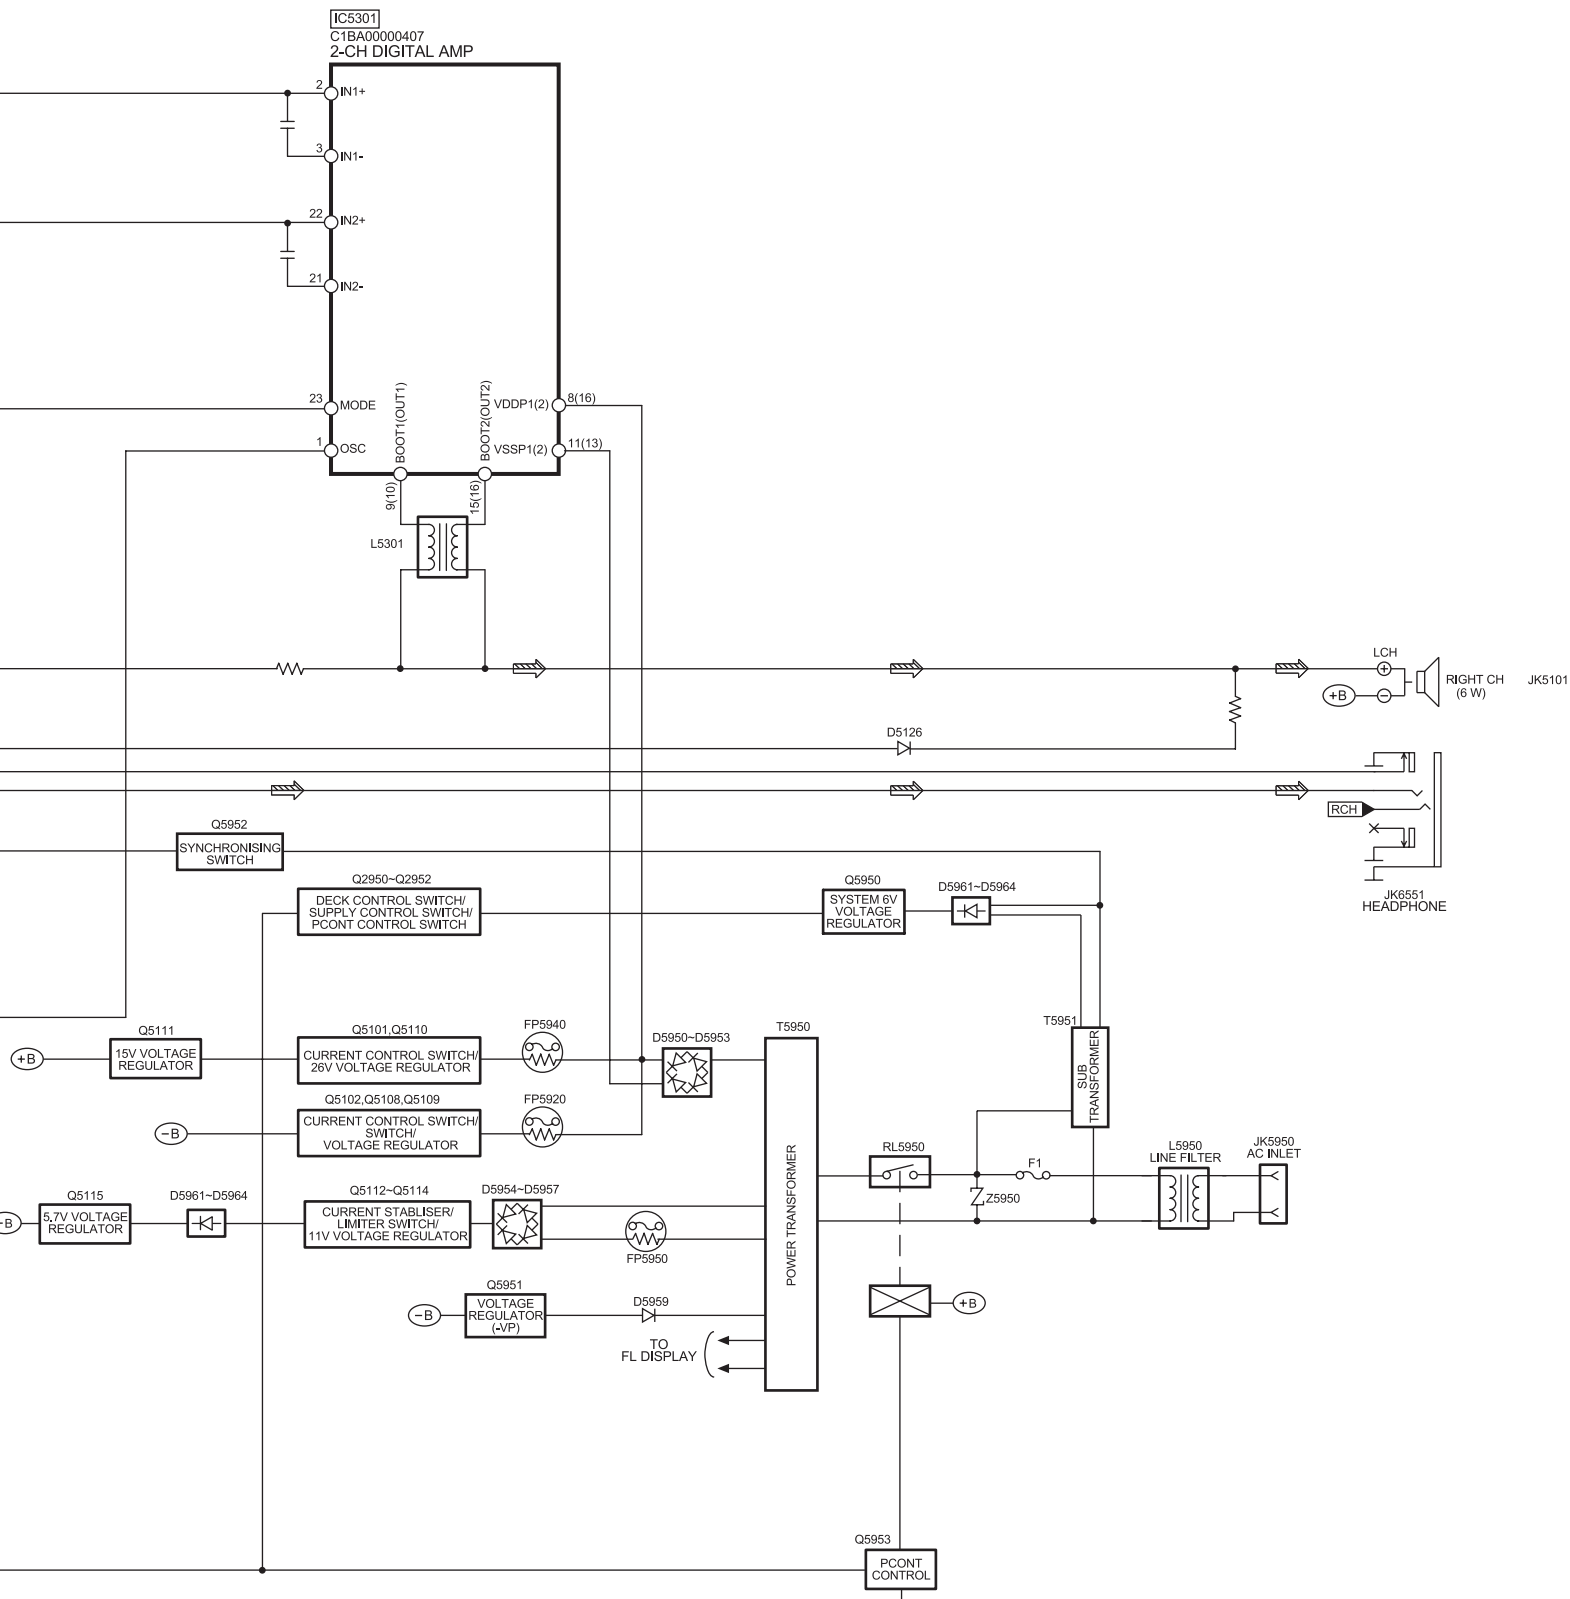 IC5301
C1BA00000407
2-CH DIGITAL AMP
2
IN1+
3
IN1-
22
IN2+
21
IN2-
23
MODE
1
OSC
BOOT1(OUT1)
BOOT2(OUT2)
VDDP1(2)
8(16)
VSSP1(2)
11(13)
9(10)
15(16)
L5301
LCH
+
+B
−
RIGHT CH
(6 W)
JK5101
D5126
RCH
JK6551
HEADPHONE
Q5952
SYNCHRONISING
SWITCH
Q2950~Q2952
DECK CONTROL SWITCH/
SUPPLY CONTROL SWITCH/
PCONT CONTROL SWITCH
Q5950
SYSTEM 6V
VOLTAGE
REGULATOR
D5961~D5964
T5951
SUB
TRANSFORMER
+B
Q5111
15V VOLTAGE
REGULATOR
Q5101,Q5110
CURRENT CONTROL SWITCH/
26V VOLTAGE REGULATOR
FP5940
D5950~D5953
T5950
POWER TRANSFORMER
−B
Q5102,Q5108,Q5109
CURRENT CONTROL SWITCH/
SWITCH/
VOLTAGE REGULATOR
FP5920
RL5950
F1
Z5950
L5950
LINE FILTER
JK5950
AC INLET
−B
Q5115
5.7V VOLTAGE
REGULATOR
D5961~D5964
Q5112~Q5114
CURRENT STABLISER/
LIMITER SWITCH/
11V VOLTAGE REGULATOR
D5954~D5957
FP5950
−B
Q5951
VOLTAGE
REGULATOR
(-VP)
D5959
TO
FL DISPLAY
+B
Q5953
PCONT
CONTROL